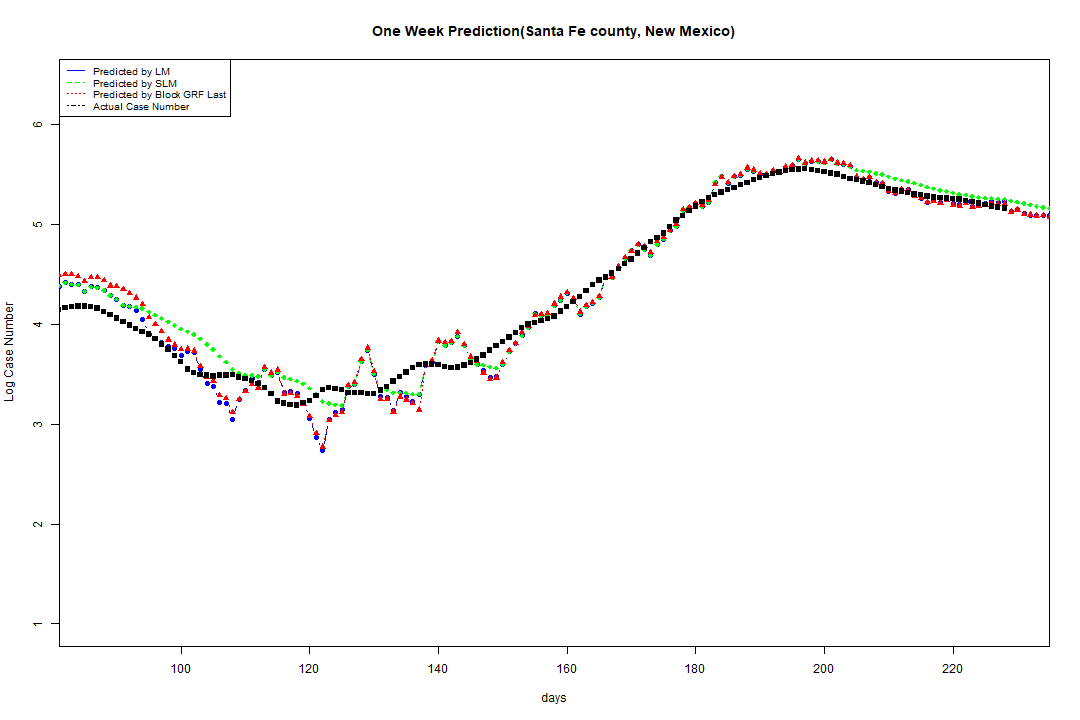 One Week Prediction(Santa Fe county, New Mexico)
Predicted by LM
Predicted by SLM
Predicted by Block GRF Last
Actual Case Number
6
5
4
3
2
1
Log Case Number
100 120 140 160 180 200 220
days